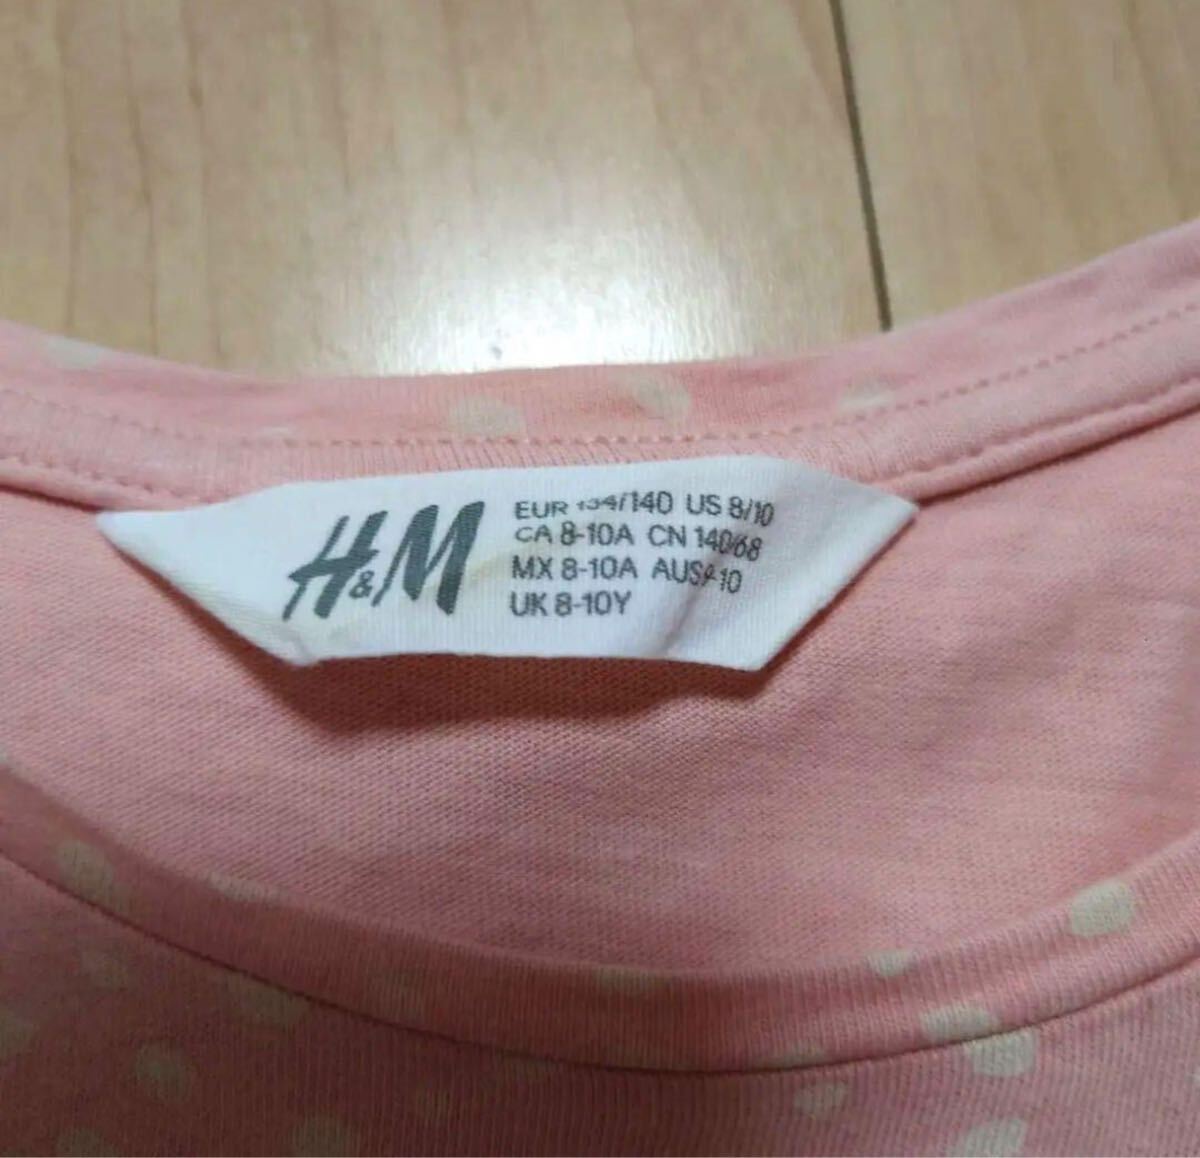 H&M
EUR 134/140 US 8/10
CA 8-10A CN 140/68
MX 8-10A AUS 9-10
UK 8-10Y